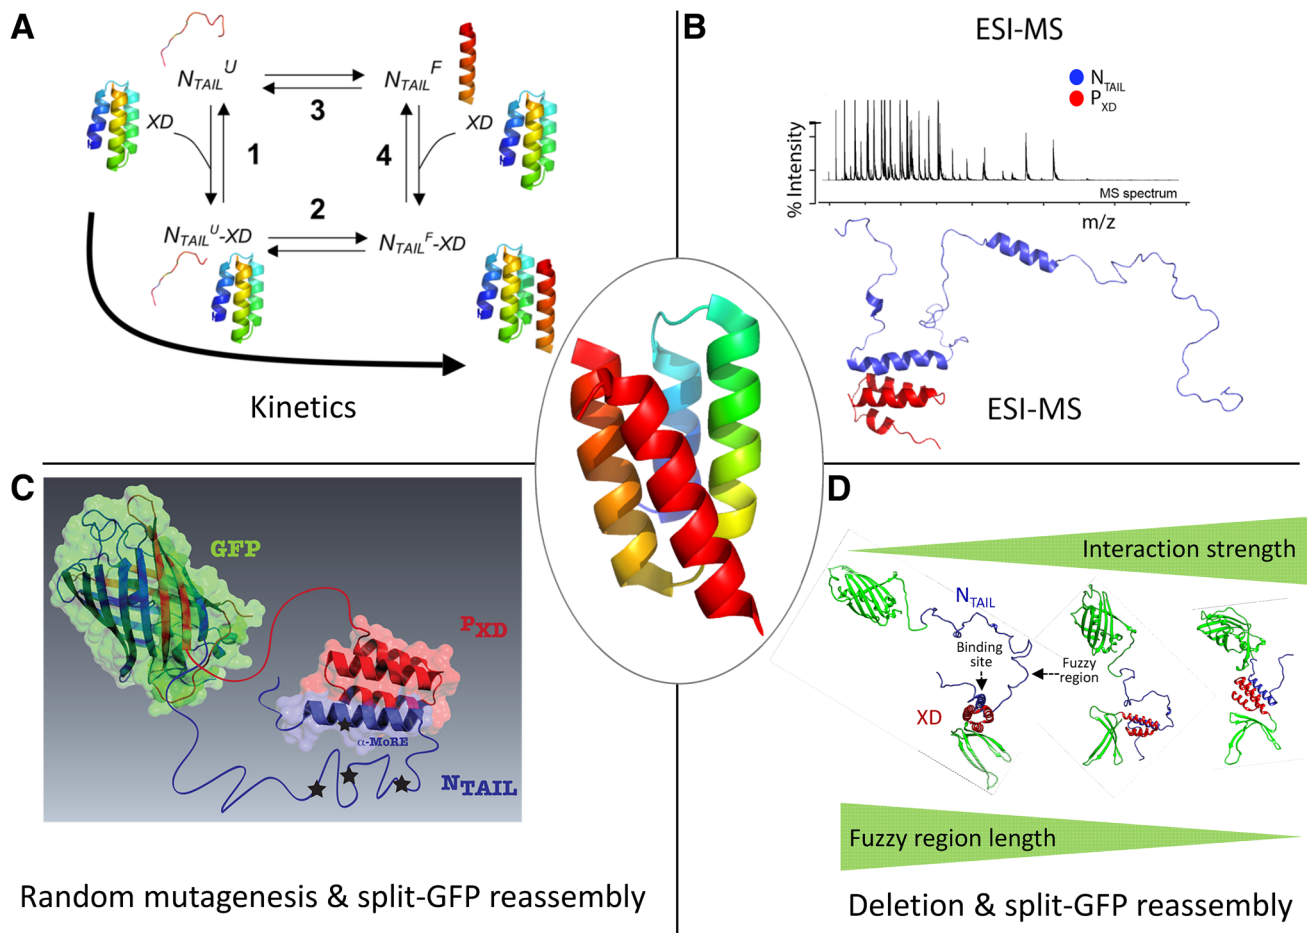 A
N_TAIL^U
N_TAIL^F
3
XD
1
4
XD
2
N_TAIL^U-XD
N_TAIL^F-XD
Kinetics
B
ESI-MS
N_TAIL
P_XD
% Intensity
MS spectrum
m/z
ESI-MS
C
GFP
P_XD
α-MoRE
N_TAIL
Random mutagenesis & split-GFP reassembly
D
Interaction strength
N_TAIL
Binding
site
Fuzzy
region
XD
Fuzzy region length
Deletion & split-GFP reassembly